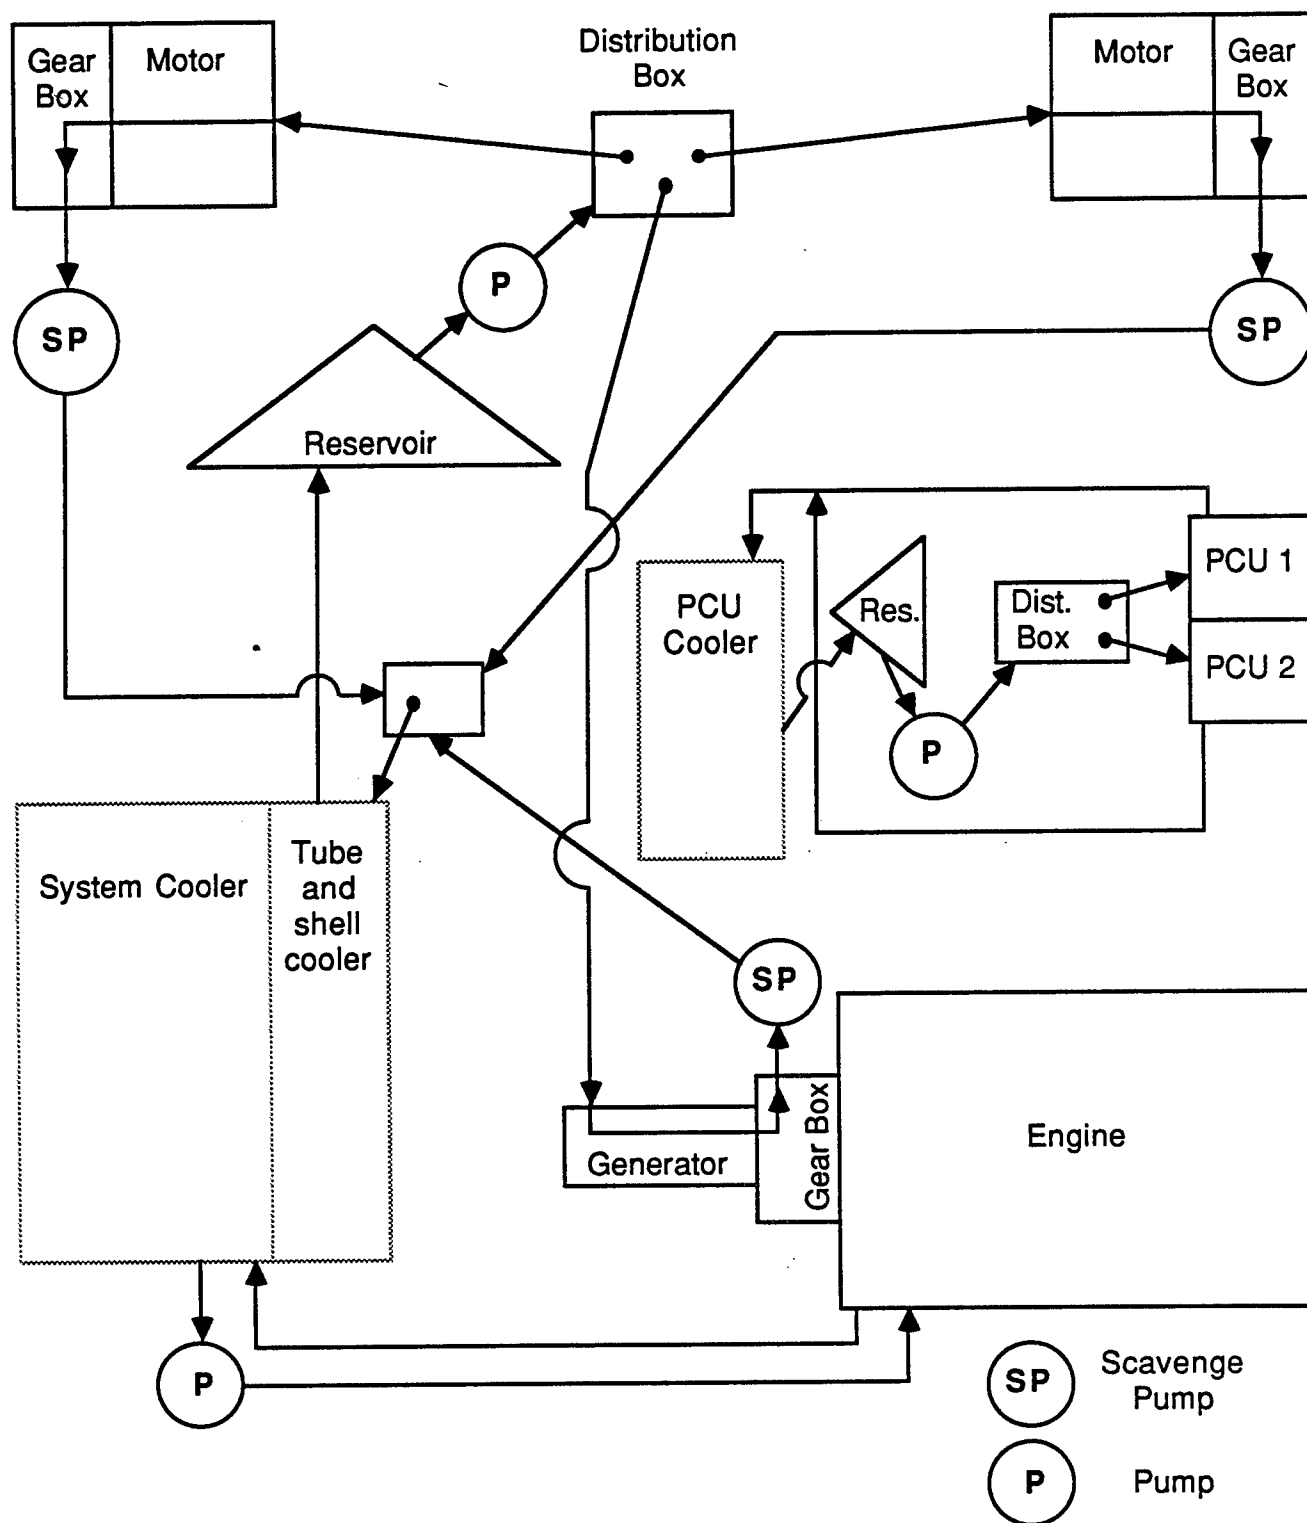 Gear
Box
Motor
Distribution
Box
Motor
Gear
Box
P
SP
SP
Reservoir
PCU
Cooler
Res.
Dist.
Box
PCU 1
PCU 2
P
System Cooler
Tube
and
shell
cooler
SP
Generator
Gear Box
Engine
P
SP
Scavenge
Pump
P
Pump